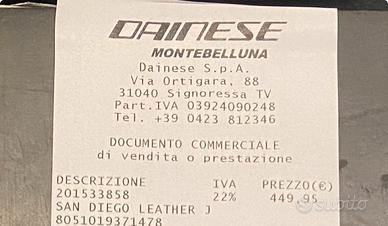 DAINESE
MONTEBELLUNA
Dainese S.p.A.
Via Ortigara, 88
31040 Signoressa TV
Part.IVA 03924090248
Tel. +39 0423 812346
DOCUMENTO COMMERCIALE
di vendita o prestazione
DESCRIZIONE IVA PREZZO(€)
201533858 22% 449,95
SAN DIEGO LEATHER J
8051019371478
subito